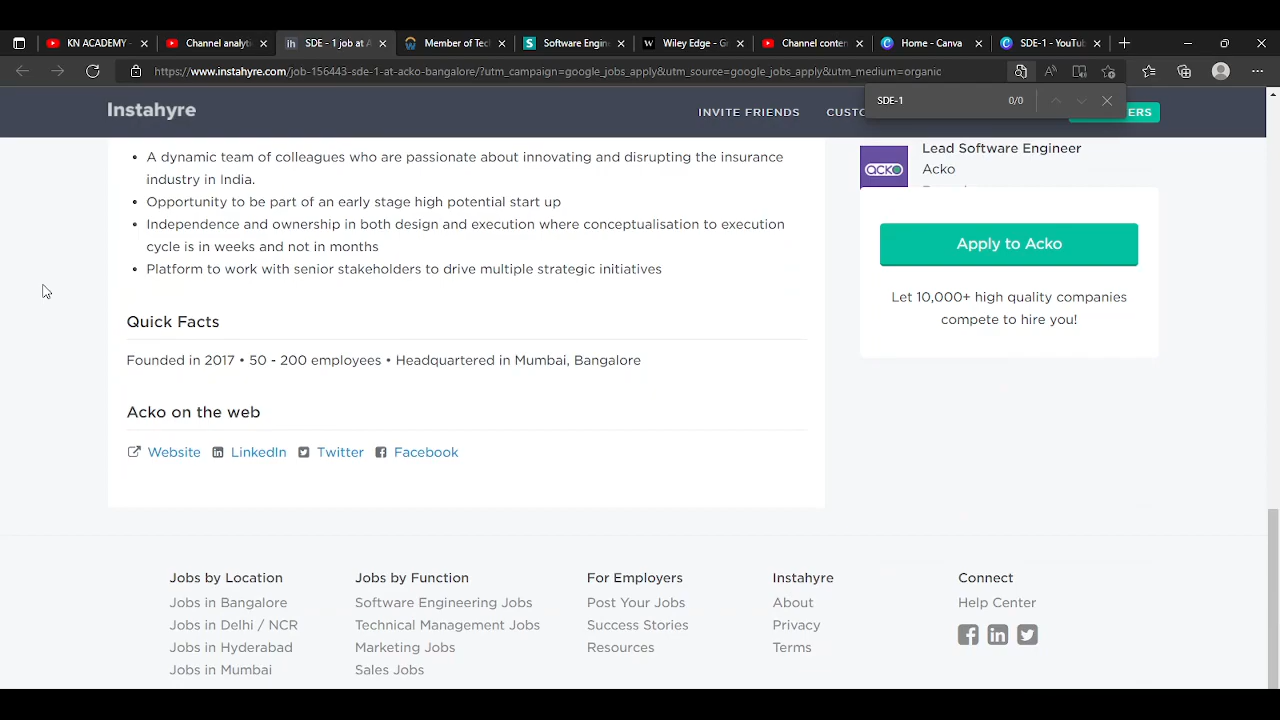 KN ACADEMY -
Channel analyti
SDE - 1 job at A
Member of Tec
Software Engin
Wiley Edge - G
Channel conten
Home - Canva
SDE-1 - YouTu
https://www.instahyre.com/job-156443-sde-1-at-acko-bangalore/?utm_campaign=google_jobs_apply&utm_source=google_jobs_apply&utm_medium=organic
SDE-1 0/0
Instahyre
INVITE FRIENDS
CUSTO
ERS
A dynamic team of colleagues who are passionate about innovating and disrupting the insurance
industry in India.
• Opportunity to be part of an early stage high potential start up
• Independence and ownership in both design and execution where conceptualisation to execution
cycle is in weeks and not in months
• Platform to work with senior stakeholders to drive multiple strategic initiatives
Quick Facts
Founded in 2017 • 50 - 200 employees • Headquartered in Mumbai, Bangalore
Acko on the web
Website LinkedIn Twitter Facebook
acko
Lead Software Engineer
Acko
Apply to Acko
Let 10,000+ high quality companies
compete to hire you!
Jobs by Location
Jobs in Bangalore
Jobs in Delhi / NCR
Jobs in Hyderabad
Jobs in Mumbai
Jobs by Function
Software Engineering Jobs
Technical Management Jobs
Marketing Jobs
Sales Jobs
For Employers
Post Your Jobs
Success Stories
Resources
Instahyre
About
Privacy
Terms
Connect
Help Center